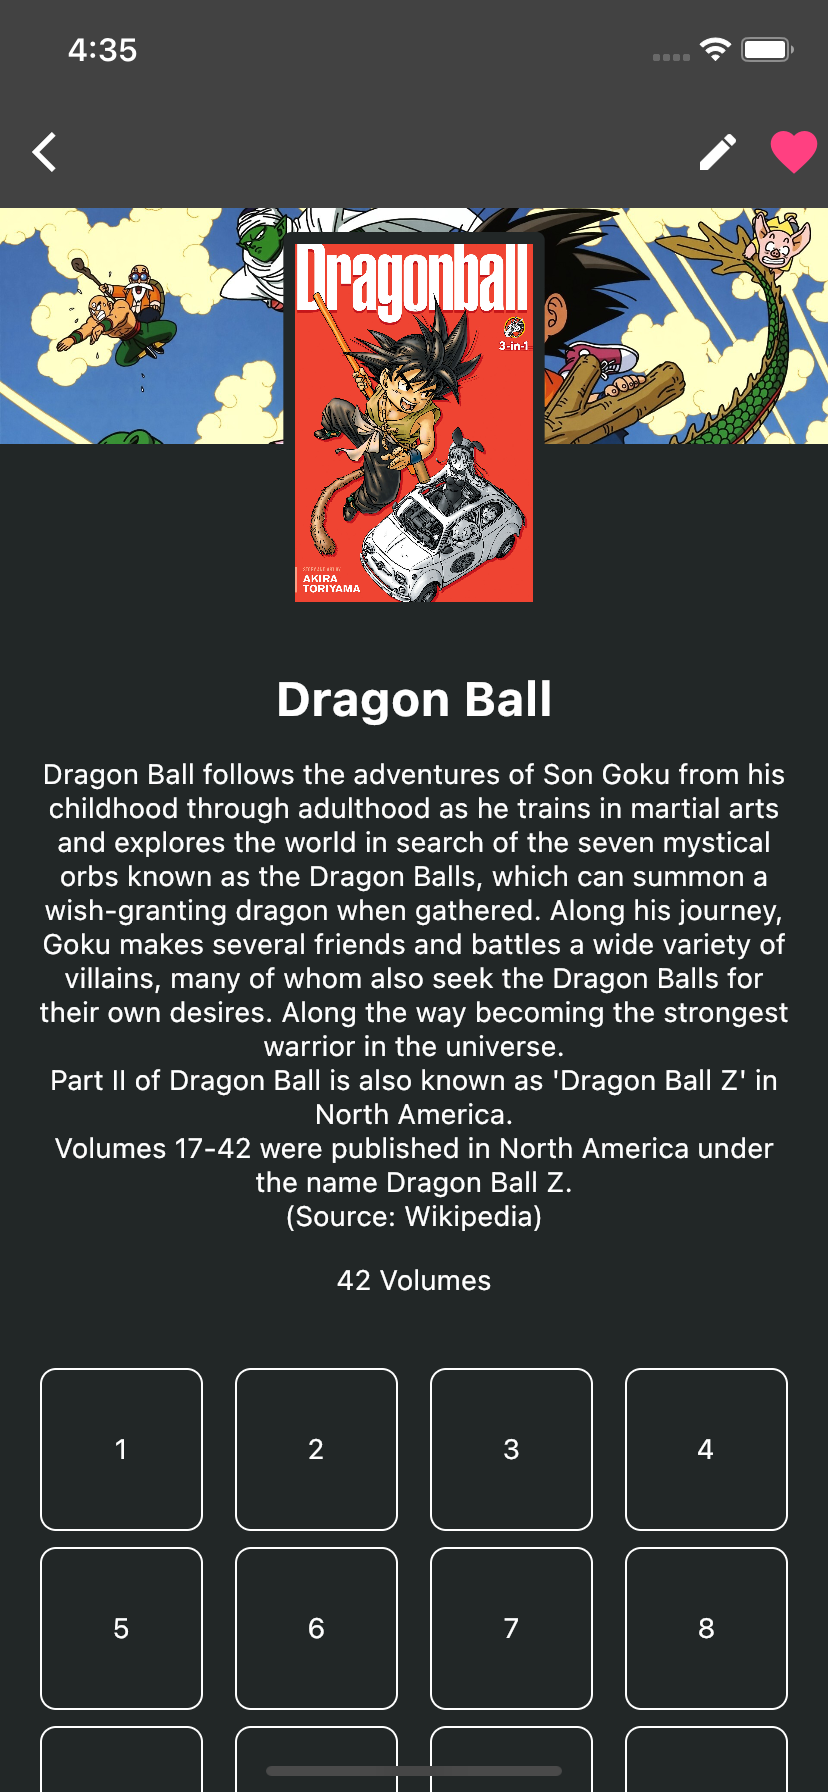 4:35
Dragonball
3-in-1
STORY AND ART BY
AKIRA
TORIYAMA
Dragon Ball
Dragon Ball follows the adventures of Son Goku from his
childhood through adulthood as he trains in martial arts
and explores the world in search of the seven mystical
orbs known as the Dragon Balls, which can summon a
wish-granting dragon when gathered. Along his journey,
Goku makes several friends and battles a wide variety of
villains, many of whom also seek the Dragon Balls for
their own desires. Along the way becoming the strongest
warrior in the universe.
Part II of Dragon Ball is also known as 'Dragon Ball Z' in
North America.
Volumes 17-42 were published in North America under
the name Dragon Ball Z.
(Source: Wikipedia)
42 Volumes
1 2 3 4
5 6 7 8